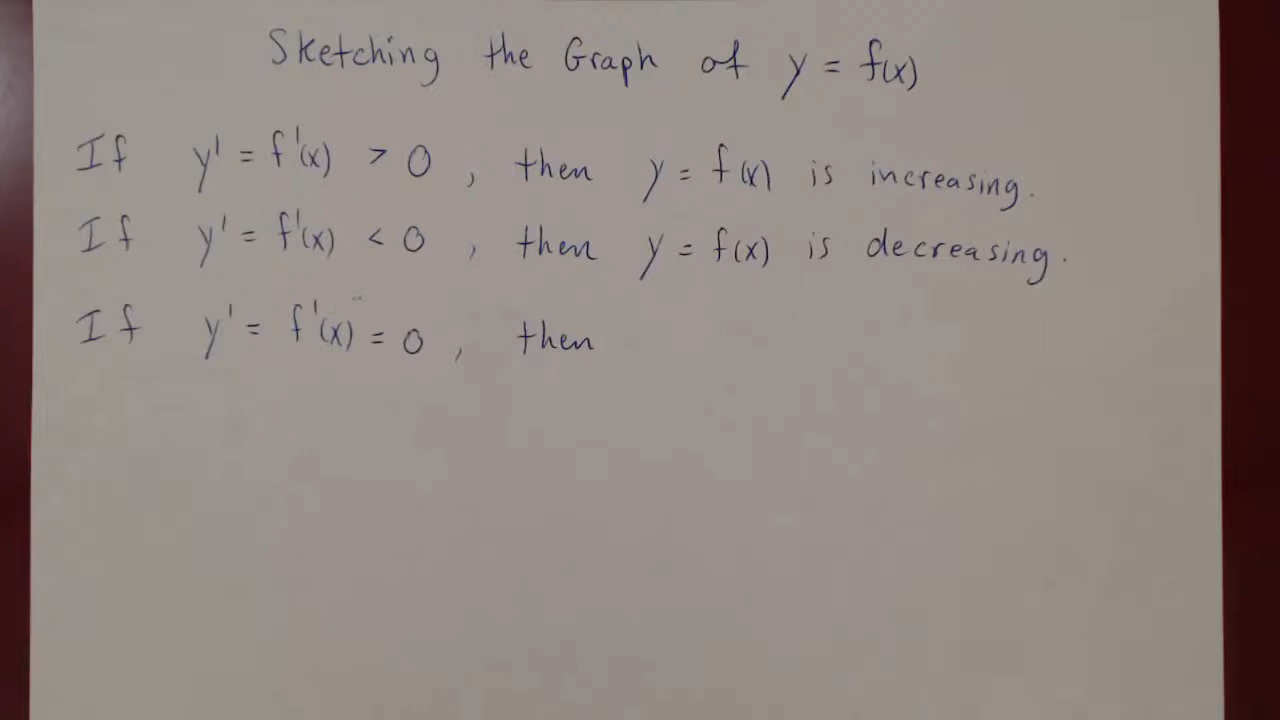 Sketching the Graph of y = f(x)
If y' = f'(x) > 0 , then y = f(x) is increasing.
If y' = f'(x) < 0 , then y = f(x) is decreasing.
If y' = f'(x) = 0 , then